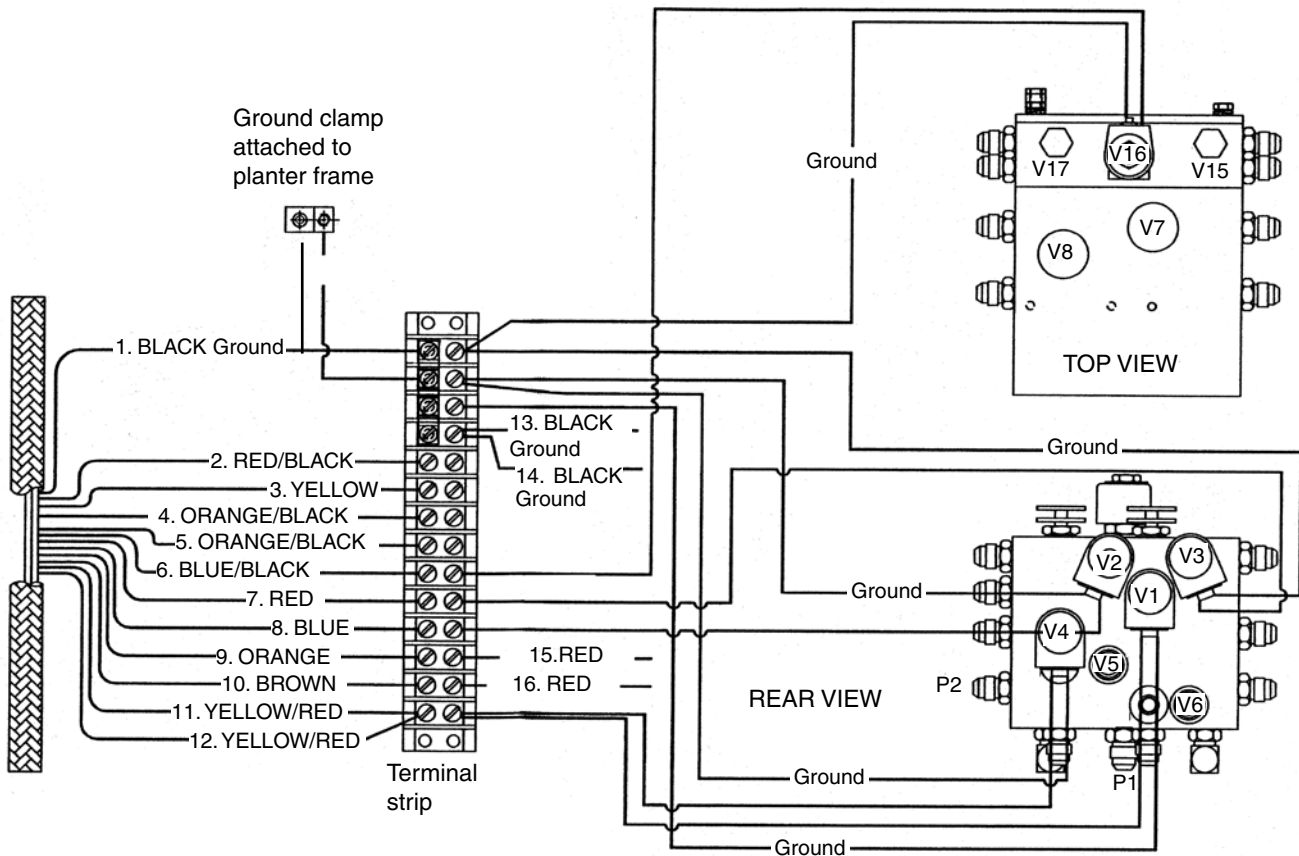 Ground clamp
attached to
planter frame
Ground
V17
V16
V15
V8
V7
TOP VIEW
1. BLACK Ground
2. RED/BLACK
3. YELLOW
4. ORANGE/BLACK
5. ORANGE/BLACK
6. BLUE/BLACK
7. RED
8. BLUE
9. ORANGE
10. BROWN
11. YELLOW/RED
12. YELLOW/RED
13. BLACK
Ground
14. BLACK
Ground
15.RED
16. RED
Terminal
strip
Ground
Ground
V2
V3
V1
V4
V5
V6
P2
REAR VIEW
P1
Ground
Ground